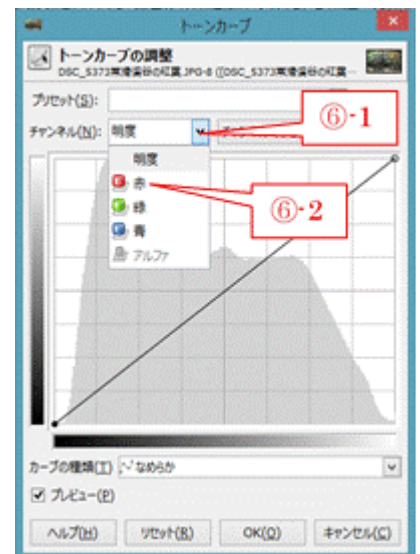 トーンカーブ
トーンカーブの調整
プリセット(S):
チャンネル(N): 明度
⑥-1
明度
赤
緑
青
アルファ
⑥-2
カーブの種類(T) なめらか
プレビュー(P)
ヘルプ(H) リセット(R) OK(O) キャンセル(C)